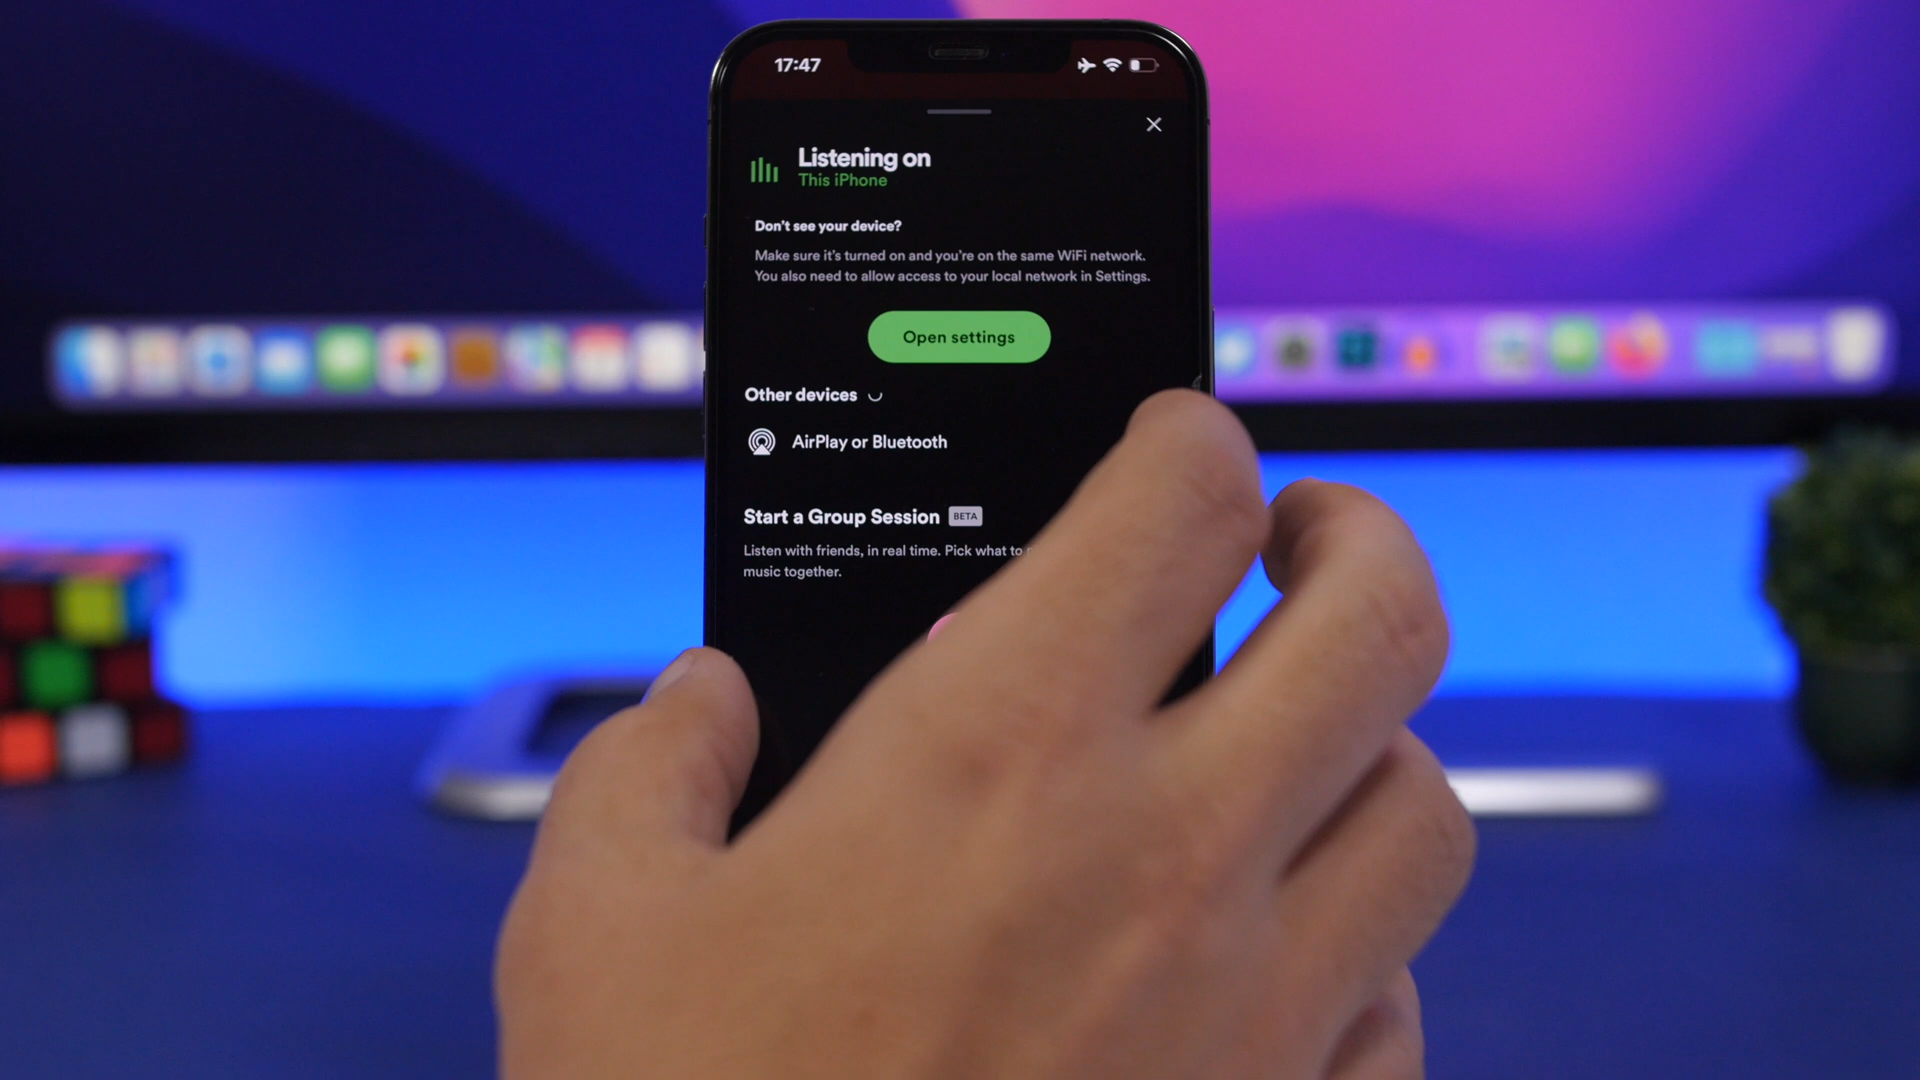 17:47
Listening on
This iPhone
Don't see your device?
Make sure it's turned on and you're on the same WiFi network.
You also need to allow access to your local network in Settings.
Open settings
Other devices
AirPlay or Bluetooth
Start a Group Session BETA
Listen with friends, in real time. Pick what to
music together.